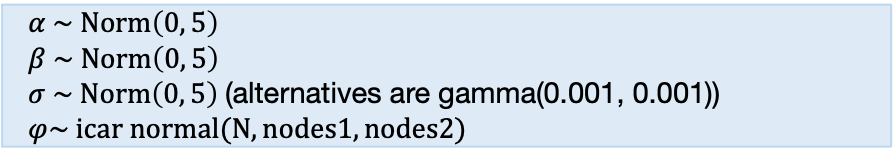 α ~ Norm(0, 5)
β ~ Norm(0, 5)
σ ~ Norm(0, 5) (alternatives are gamma(0.001, 0.001))
φ~ icar normal(N, nodes1, nodes2)